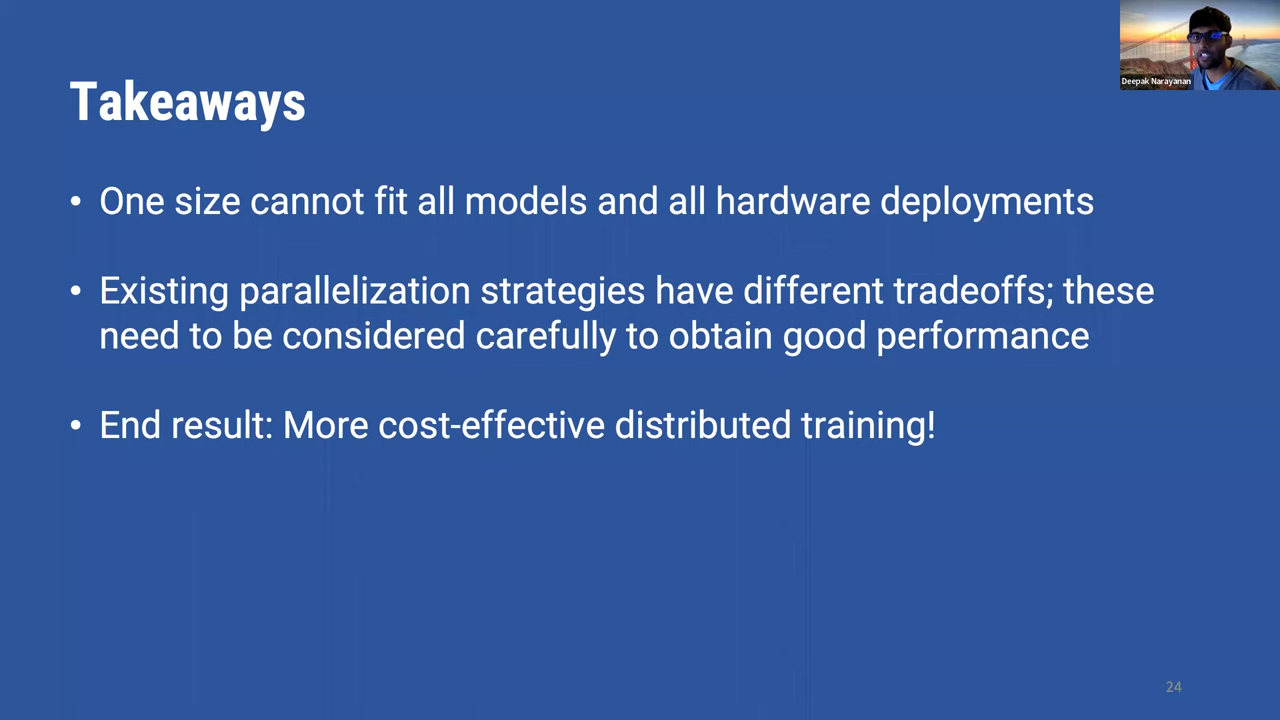 Deepak Narayanan
Takeaways
• One size cannot fit all models and all hardware deployments
• Existing parallelization strategies have different tradeoffs; these
need to be considered carefully to obtain good performance
• End result: More cost-effective distributed training!
24